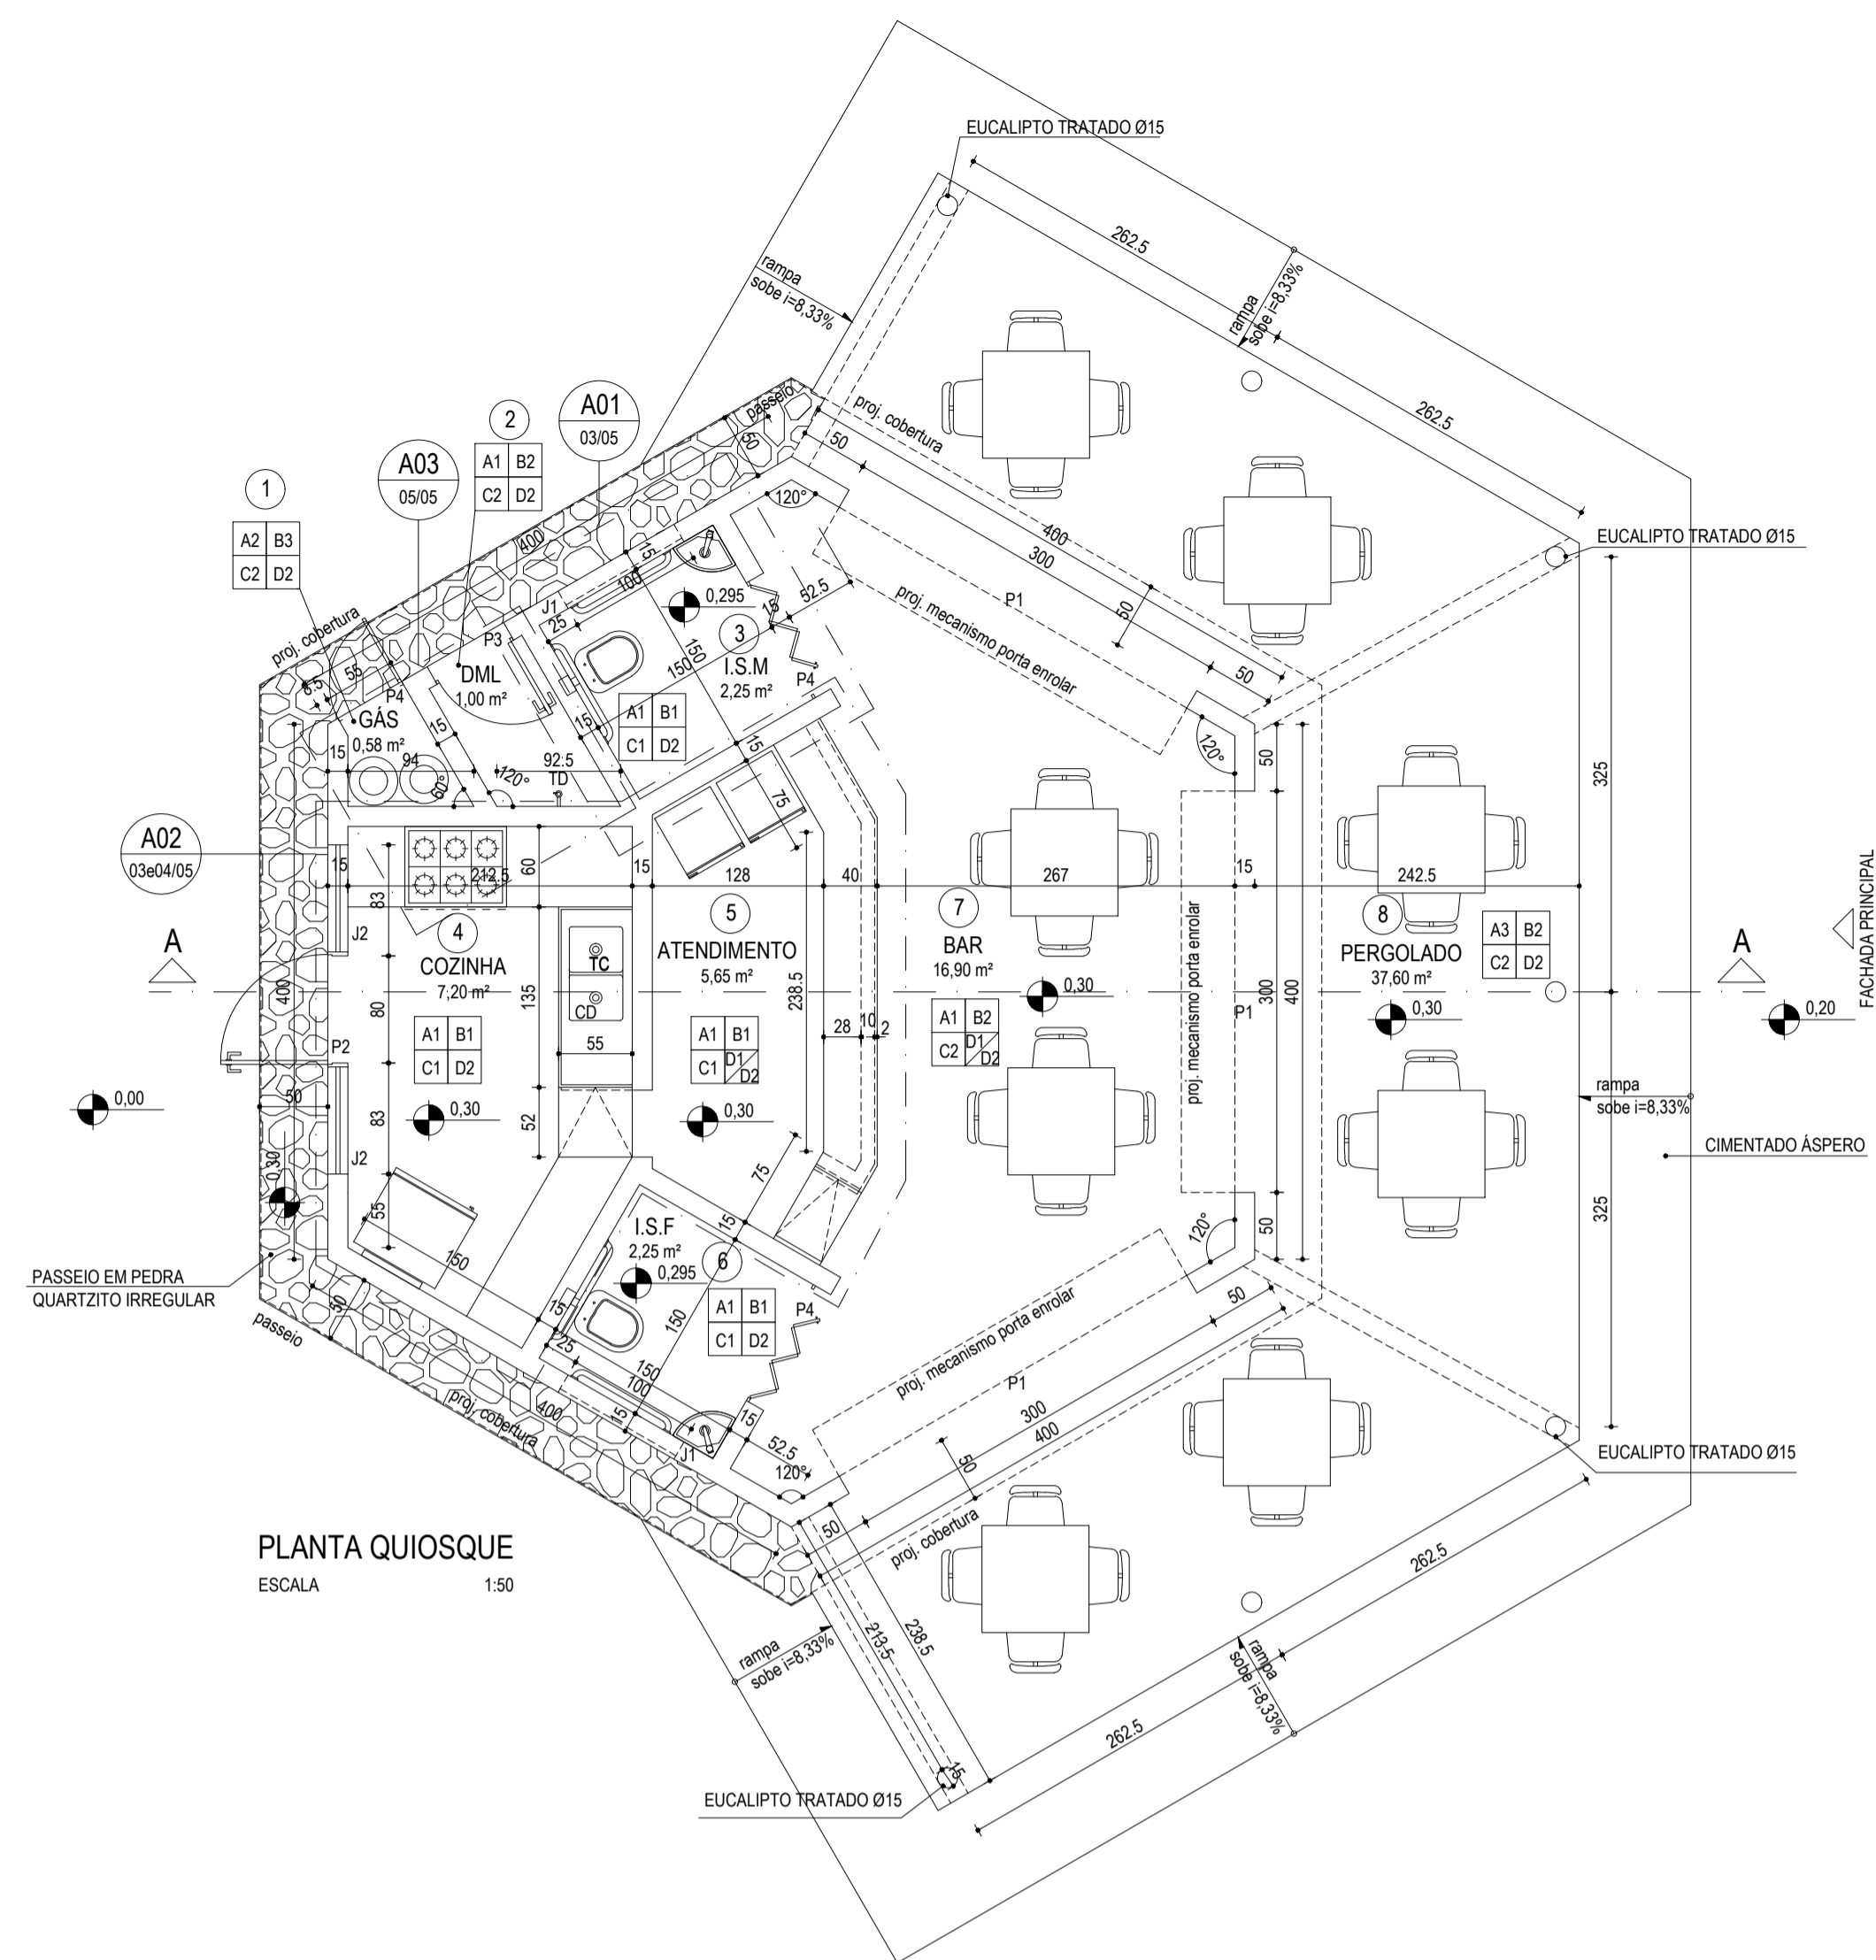 EUCALIPTO TRATADO Ø15
262.5
rampa
sobe i=8,33%
rampa
sobe i=8,33%
262.5
A01
03/05
2
A1 B2
C2 D2
A03
05/05
1
A2 B3
C2 D2
passeio
50
proj. cobertura
50
120°
400
300
EUCALIPTO TRATADO Ø15
400
15
100
J1
25
0,295
3
I.S.M
2,25 m²
15
52.5
P4
150
150
proj. mecanismo porta enrolar
P1
50
50
proj. cobertura
55
8.5
P4
P3
DML
1,00 m²
GÁS
0,58 m²
15
15
15
A1 B1
C1 D2
94
60°
120°
92.5
TD
15
75
120°
50
325
A02
03e04/05
15
83
212.5
60
15
128
40
267
15
242.5
J2
4
COZINHA
7,20 m²
5
ATENDIMENTO
5,65 m²
7
BAR
16,90 m²
8
PERGOLADO
37,60 m²
A3 B2
C2 D2
A
A
FACHADA PRINCIPAL
400
80
135
TC
CD
238.5
0,30
proj. mecanismo porta enrolar
300
400
P1
0,30
0,20
A1 B1
C1 D2
55
A1 B1
C1 D1/D2
28
10
2
A1 B2
C2 D1/D2
P2
0,00
50
83
0,30
52
0,30
rampa
sobe i=8,33%
CIMENTADO ÁSPERO
0,30
J2
55
150
75
15
I.S.F
2,25 m²
0,295
6
A1 B1
C1 D2
P4
120°
50
325
PASSEIO EM PEDRA
QUARTZITO IRREGULAR
passeio
50
15
25
150
150
100
15
J1
15
52.5
120°
proj. mecanismo porta enrolar
P1
50
300
400
50
proj. cobertura
400
50
proj. cobertura
EUCALIPTO TRATADO Ø15
PLANTA QUIOSQUE
ESCALA 1:50
262.5
213.5
238.5
rampa
sobe i=8,33%
rampa
sobe i=8,33%
262.5
15
EUCALIPTO TRATADO Ø15